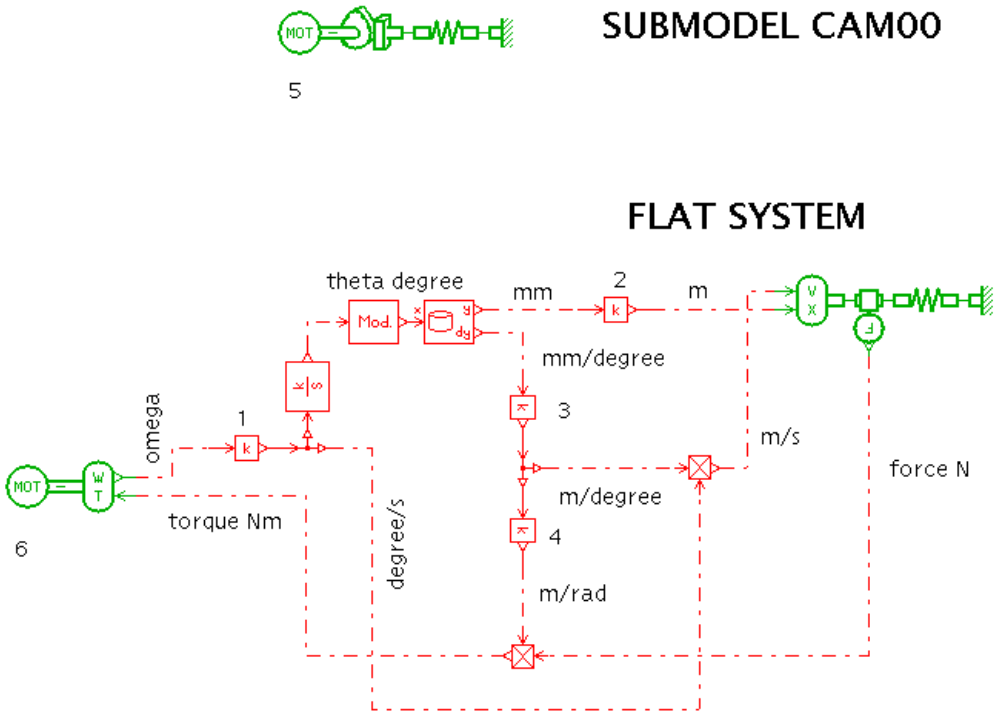 SUBMODEL CAM00
MOT
5
FLAT SYSTEM
theta degree
mm
2
m
Mod.
x
y
dy
k
V
X
F
mm/degree
k
s
k
3
omega
1
k
m/s
force N
MOT
W
T
m/degree
torque Nm
k
4
6
degree/s
m/rad